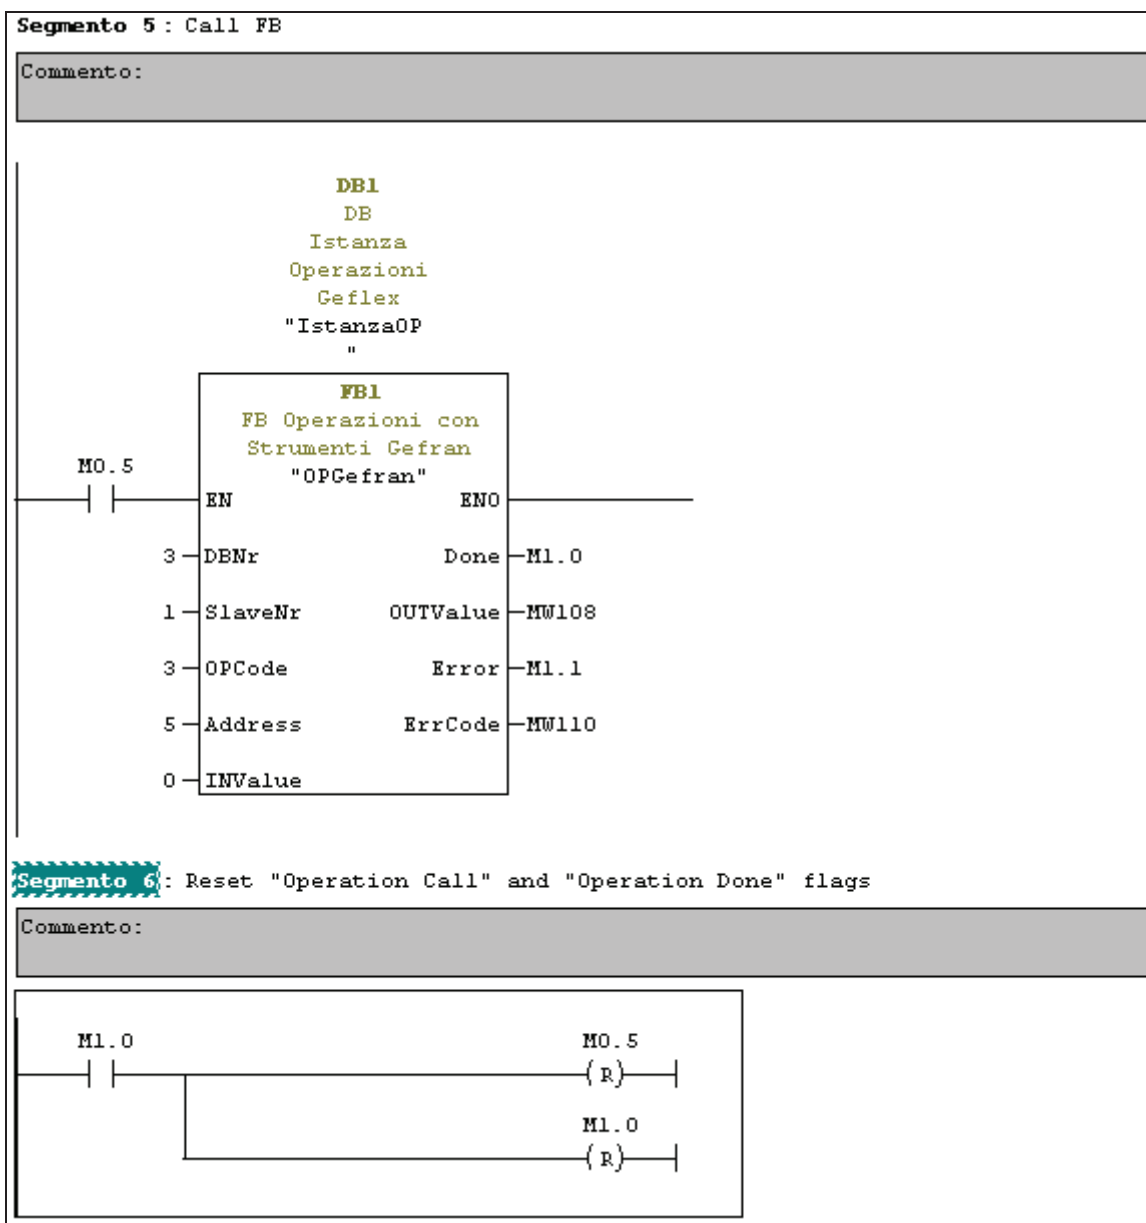 Segmento 5 : Call FB
Commento:
DB1
DB
Istanza
Operazioni
Geflex
"IstanzaOP
"
FB1
FB Operazioni con
Strumenti Gefran
"OPGefran"
M0.5
EN ENO
3 DBNr Done M1.0
1 SlaveNr OUTValue MW108
3 OPCode Error M1.1
5 Address ErrCode MW110
0 INValue
Segmento 6: Reset "Operation Call" and "Operation Done" flags
Commento:
M1.0 M0.5
(R)
M1.0
(R)